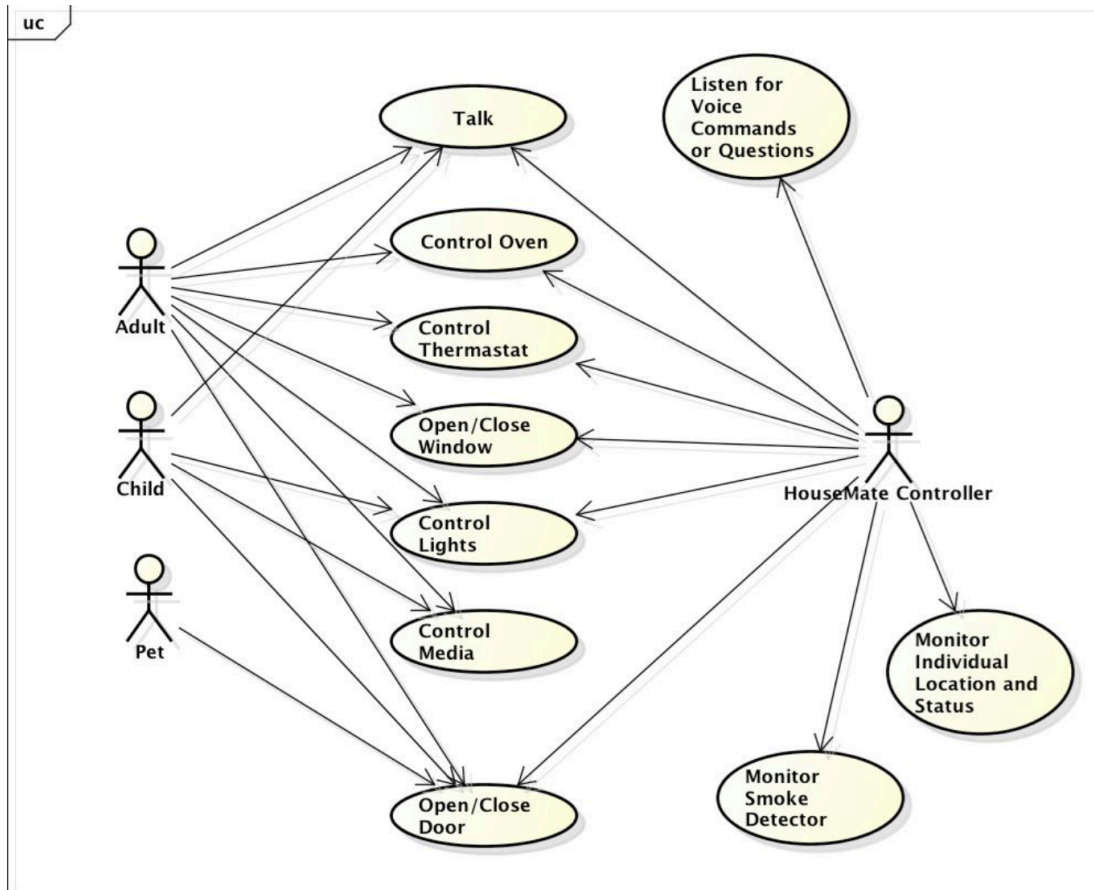 uc
Talk
Listen for
Voice
Commands
or Questions
Control Oven
Adult
Control
Thermastat
Child
Open/Close
Window
HouseMate Controller
Control
Lights
Pet
Control
Media
Monitor
Individual
Location and
Status
Open/Close
Door
Monitor
Smoke
Detector